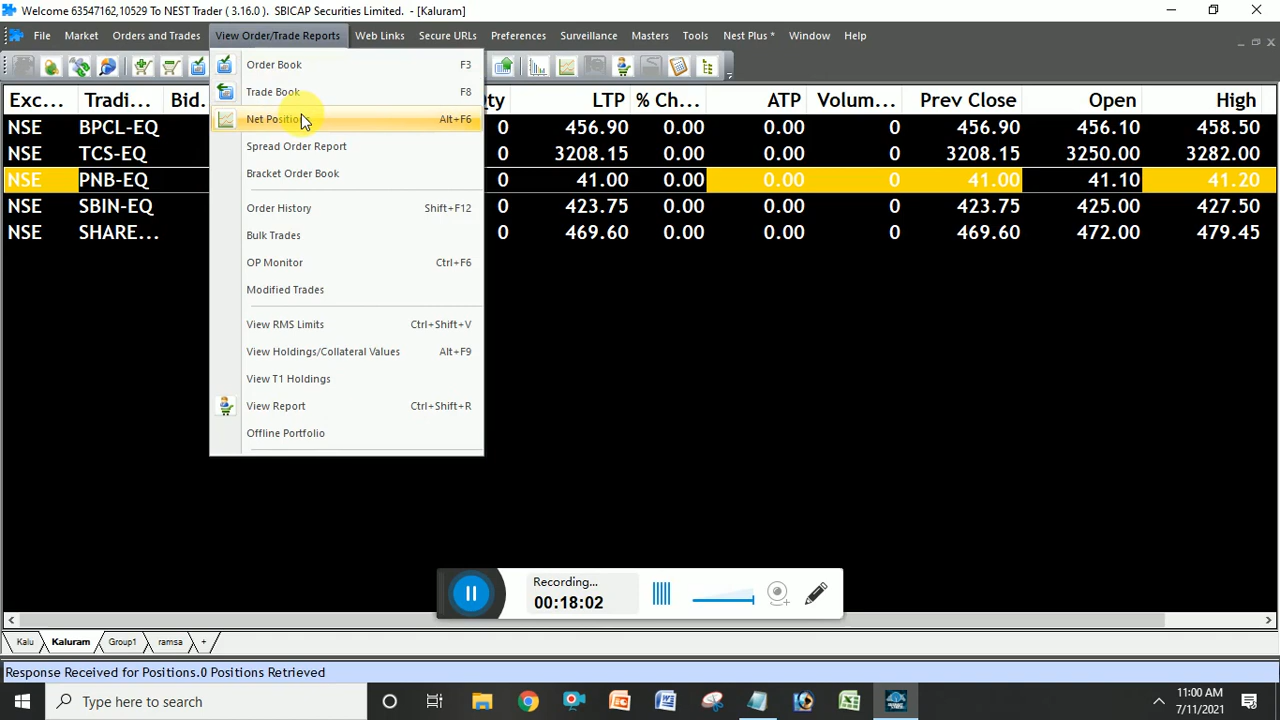 Welcome 63547162,10529 To NEST Trader ( 3.16.0 ).  SBICAP Securities Limited. - [Kaluram]
File Market Orders and Trades View Order/Trade Reports Web Links Secure URLs Preferences Surveillance Masters Tools Nest Plus * Window Help
Order Book F3
Trade Book F8
Net Positio Alt+F6
Spread Order Report
Bracket Order Book
Order History Shift+F12
Bulk Trades
OP Monitor Ctrl+F6
Modified Trades
View RMS Limits Ctrl+Shift+V
View Holdings/Collateral Values Alt+F9
View T1 Holdings
View Report Ctrl+Shift+R
Offline Portfolio
Exc... Tradi... Bid. Qty LTP % Ch... ATP Volum... Prev Close Open High
NSE BPCL-EQ 0 456.90 0.00 0.00 0 456.90 456.10 458.50
NSE TCS-EQ 0 3208.15 0.00 0.00 0 3208.15 3250.00 3282.00
NSE PNB-EQ 0 41.00 0.00 0.00 0 41.00 41.10 41.20
NSE SBIN-EQ 0 423.75 0.00 0.00 0 423.75 425.00 427.50
NSE SHARE... 0 469.60 0.00 0.00 0 469.60 472.00 479.45
Recording...
00:18:02
Kalu Kaluram Group1 ramsa +
Response Received for Positions.0 Positions Retrieved
Type here to search
11:00 AM
7/11/2021